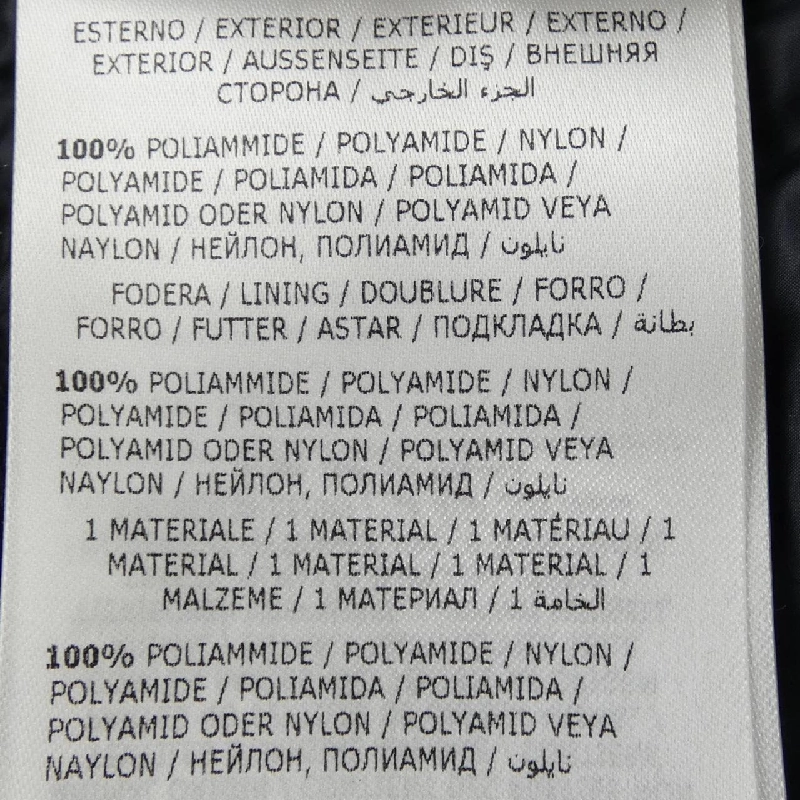 ESTERNO / EXTERIOR / EXTERIEUR / EXTERNO /
EXTERIOR / AUSSENSEITE / DIŞ / ВНЕШНЯЯ
СТОРОНА / الجزء الخارجي
100% POLIAMMIDE / POLYAMIDE / NYLON /
POLYAMIDE / POLIAMIDA / POLIAMIDA /
POLYAMID ODER NYLON / POLYAMID VEYA
NAYLON / НЕЙЛОН, ПОЛИАМИД / نايلون
FODERA / LINING / DOUBLURE / FORRO /
FORRO / FUTTER / ASTAR / ПОДКЛАДКА / بطانة
100% POLIAMMIDE / POLYAMIDE / NYLON /
POLYAMIDE / POLIAMIDA / POLIAMIDA /
POLYAMID ODER NYLON / POLYAMID VEYA
NAYLON / НЕЙЛОН, ПОЛИАМИД / نايلون
1 MATERIALE / 1 MATERIAL / 1 MATÉRIAU / 1
MATERIAL / 1 MATERIAL / 1 MATERIAL / 1
MALZEME / 1 МАТЕРИАЛ / 1 الخامة
100% POLIAMMIDE / POLYAMIDE / NYLON /
POLYAMIDE / POLIAMIDA / POLIAMIDA /
POLYAMID ODER NYLON / POLYAMID VEYA
NAYLON / НЕЙЛОН, ПОЛИАМИД / نايلون